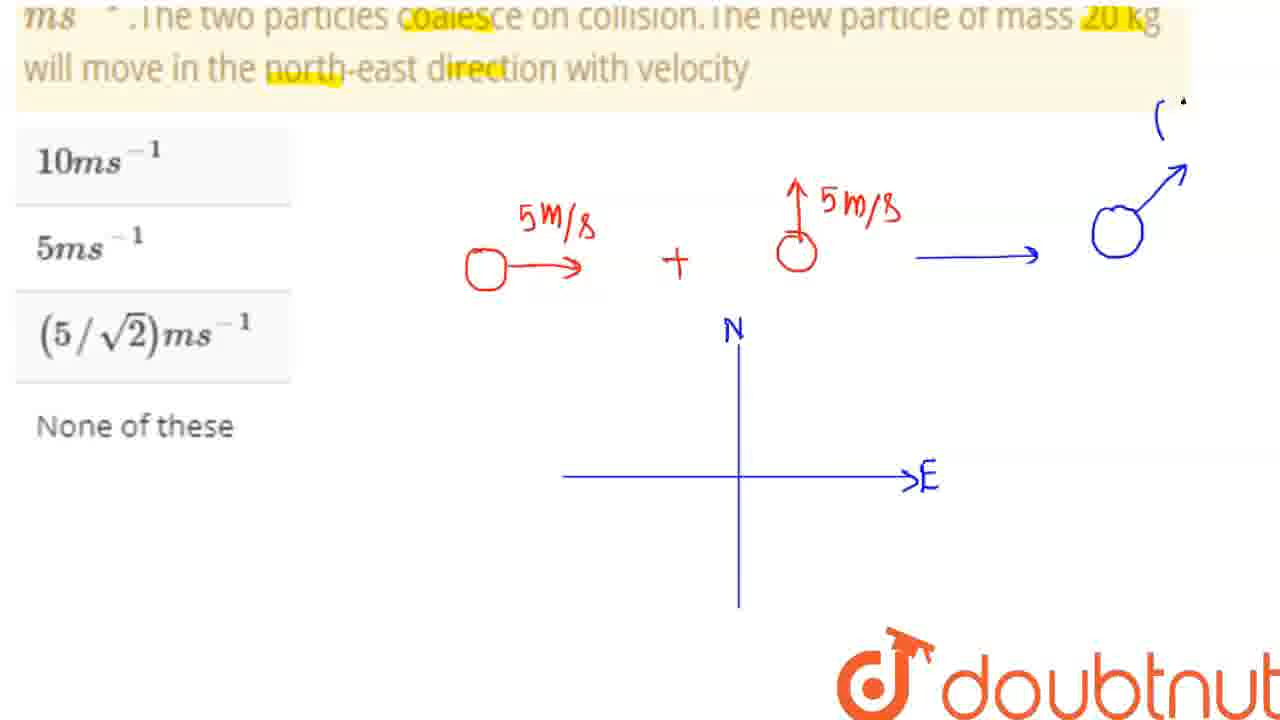 ms⁻ .The two particles coalesce on collision.The new particle of mass 20 kg
will move in the north-east direction with velocity
10ms⁻¹
5ms⁻¹
(5/√2)ms⁻¹
None of these
5m/s
+
5m/s
(
N
E
doubtnut